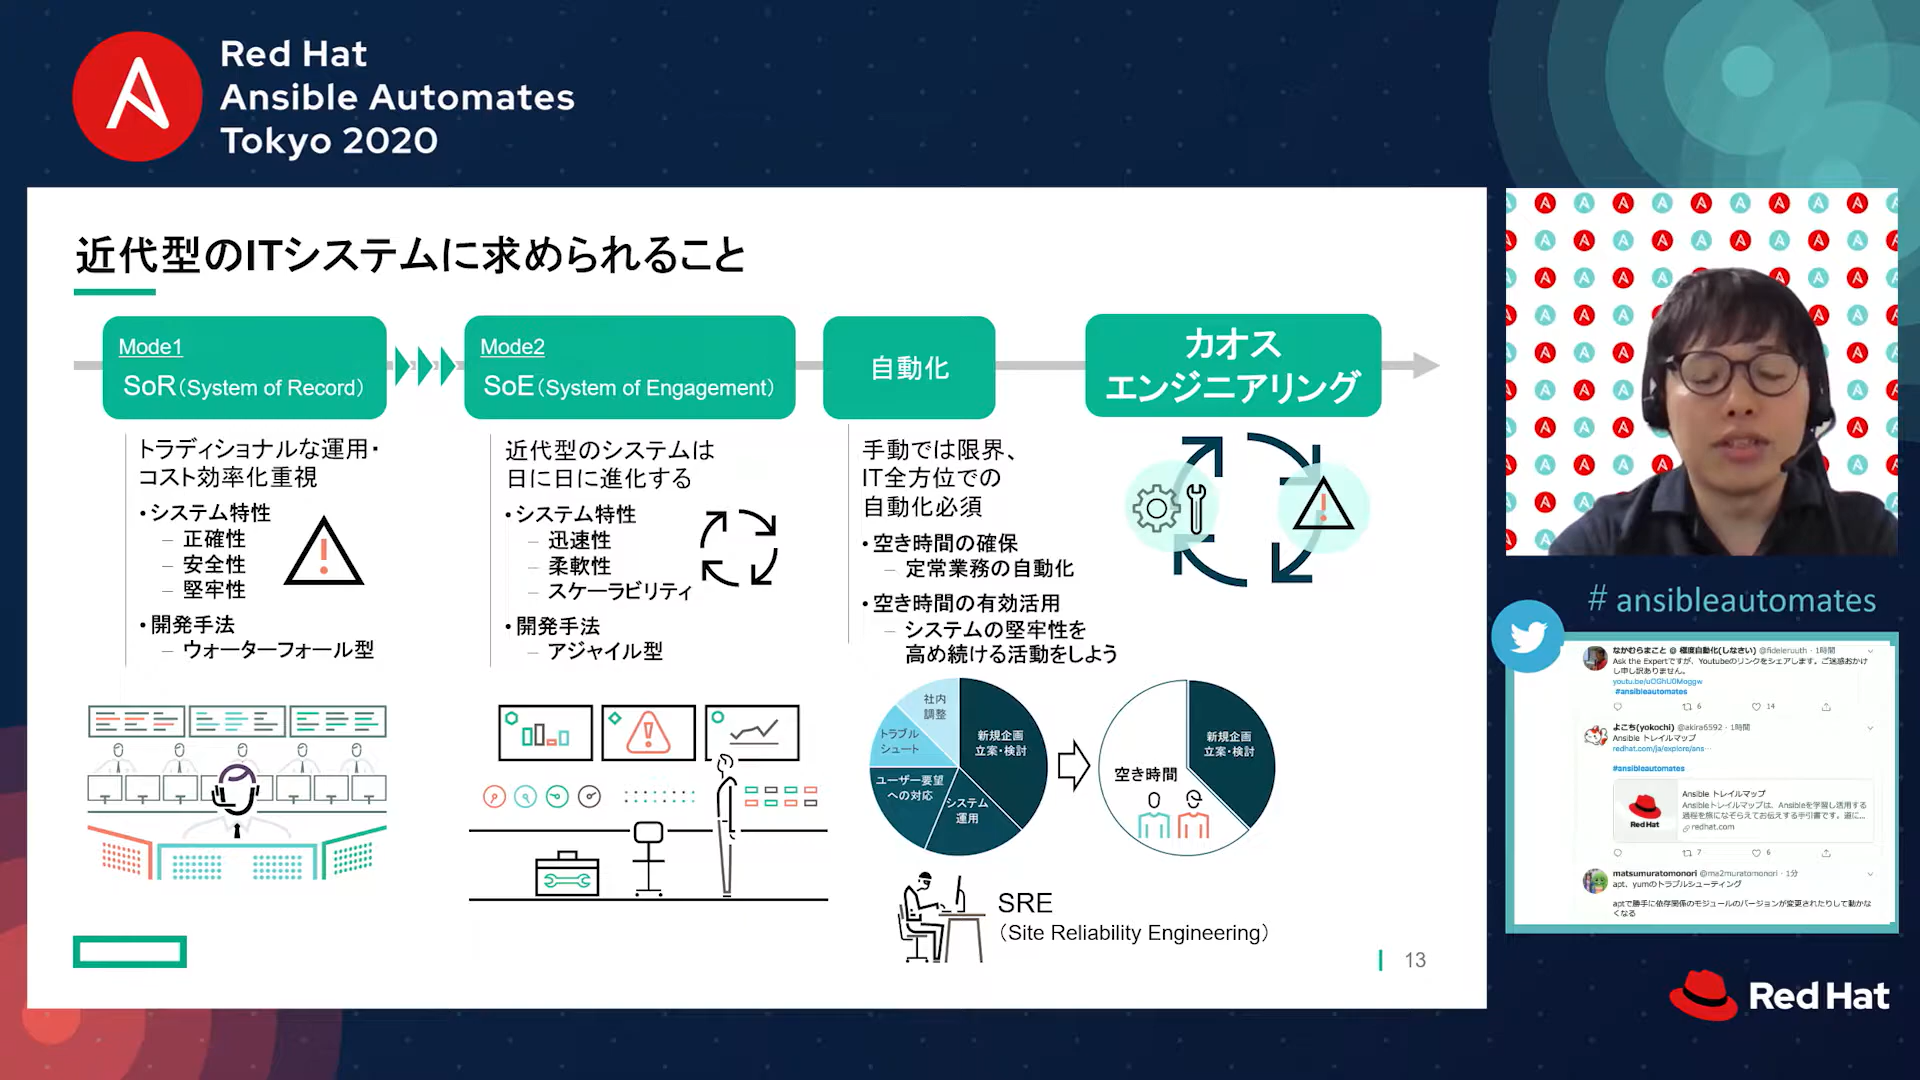 Red Hat
Ansible Automates
Tokyo 2020
近代型のITシステムに求められること
Mode1
SoR（System of Record）
Mode2
SoE（System of Engagement）
自動化
カオス
エンジニアリング
トラディショナルな運用・
コスト効率化重視
•システム特性
– 正確性
– 安全性
– 堅牢性
•開発手法
– ウォーターフォール型
近代型のシステムは
日に日に進化する
•システム特性
– 迅速性
– 柔軟性
– スケーラビリティ
•開発手法
– アジャイル型
手動では限界、
IT全方位での
自動化必須
•空き時間の確保
– 定常業務の自動化
•空き時間の有効活用
– システムの堅牢性を
高め続ける活動をしよう
社内
調整
トラブル
シュート
ユーザー要望
への対応
システム
運用
新規企画
立案・検討
空き時間
新規企画
立案・検討
SRE
（Site Reliability Engineering）
13
# ansibleautomates
なかむらまこと @ 極度自動化(しなさい) @fideleruuth · 1時間
Ask the Expertですが、Youtubeのリンクをシェアします。ご迷惑おかけ
し申し訳ありません。
youtu.be/uOGhU0Moggw
#ansibleautomates
6
14
よこち(yokochi) @akira6592 · 1時間
Ansible トレイルマップ
redhat.com/ja/explore/ans…
#ansibleautomates
Red Hat
Ansible トレイルマップ
Ansibleトレイルマップは、Ansibleを学習し活用する
過程を旅になぞらえてお伝えする手引書です。道に...
redhat.com
7
6
matsumuratomonori @ma2muratomonori · 1分
apt、yumのトラブルシューティング
aptで勝手に依存関係のモジュールのバージョンが変更されたりして動かな
くなる
Red Hat